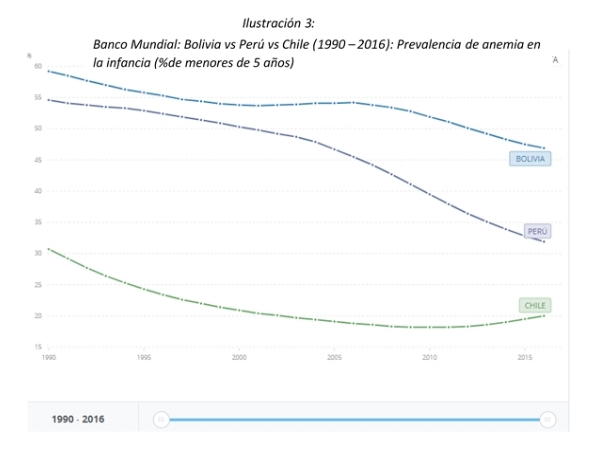 Ilustración 3:
Banco Mundial: Bolivia vs Perú vs Chile (1990 – 2016): Prevalencia de anemia en
la infancia (%de menores de 5 años)
%
60
55
50
45
40
35
30
25
20
15
BOLIVIA
PERÚ
CHILE
1990
1995
2000
2005
2010
2015
1990 - 2016